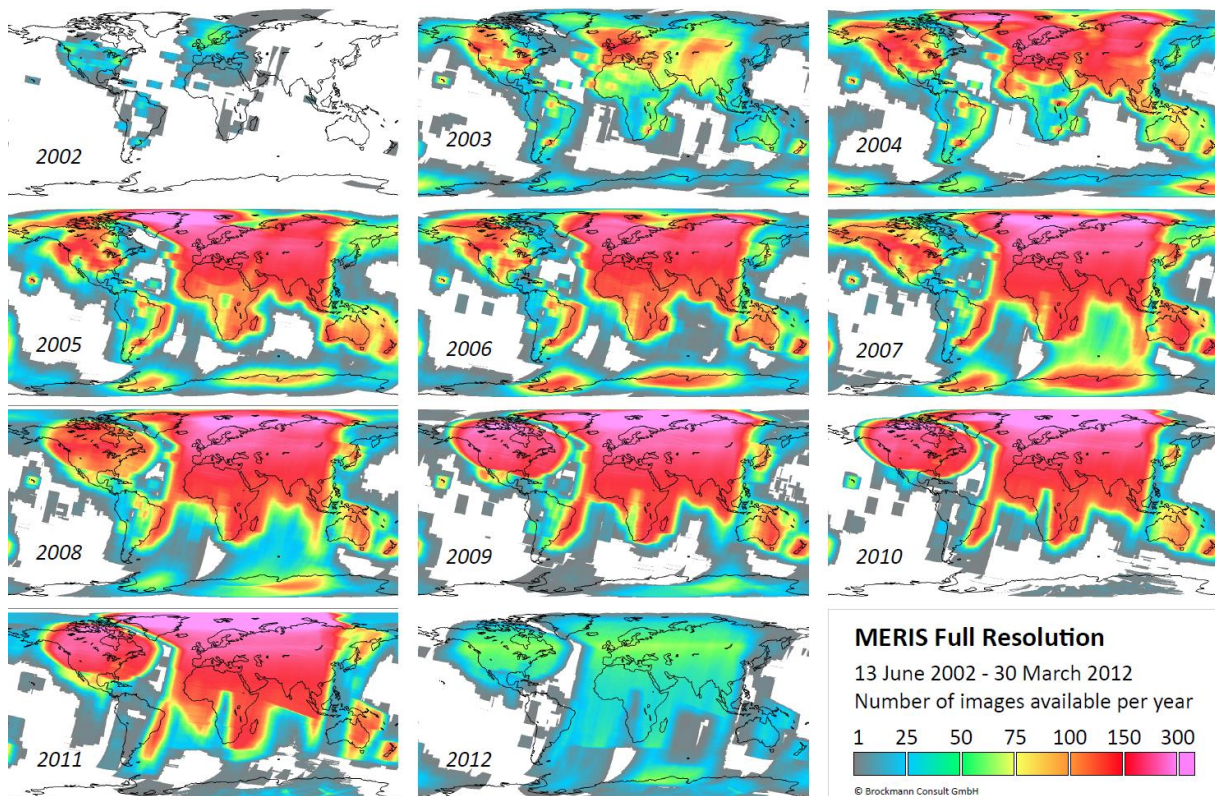 2002
2003
2004
2005
2006
2007
2008
2009
2010
2011
2012
MERIS Full Resolution
13 June 2002 - 30 March 2012
Number of images available per year
1 25 50 75 100 150 300
© Brockmann Consult GmbH